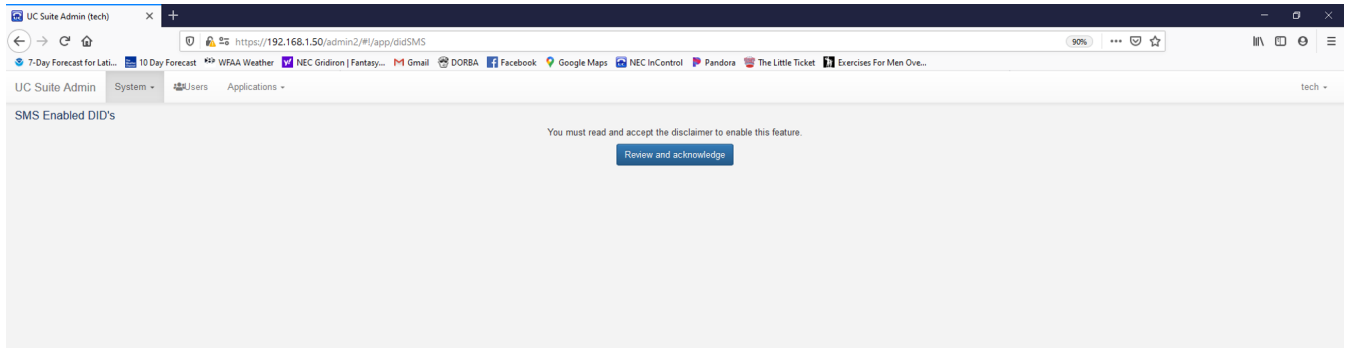 UC Suite Admin (tech)
https://192.168.1.50/admin2/#!/app/didSMS
90%
7-Day Forecast for Lati... 10 Day Forecast WFAA Weather NEC Gridiron | Fantasy... Gmail DORBA Facebook Google Maps NEC InControl Pandora The Little Ticket Exercises For Men Ove...
UC Suite Admin System Users Applications tech
SMS Enabled DID's
You must read and accept the disclaimer to enable this feature.
Review and acknowledge